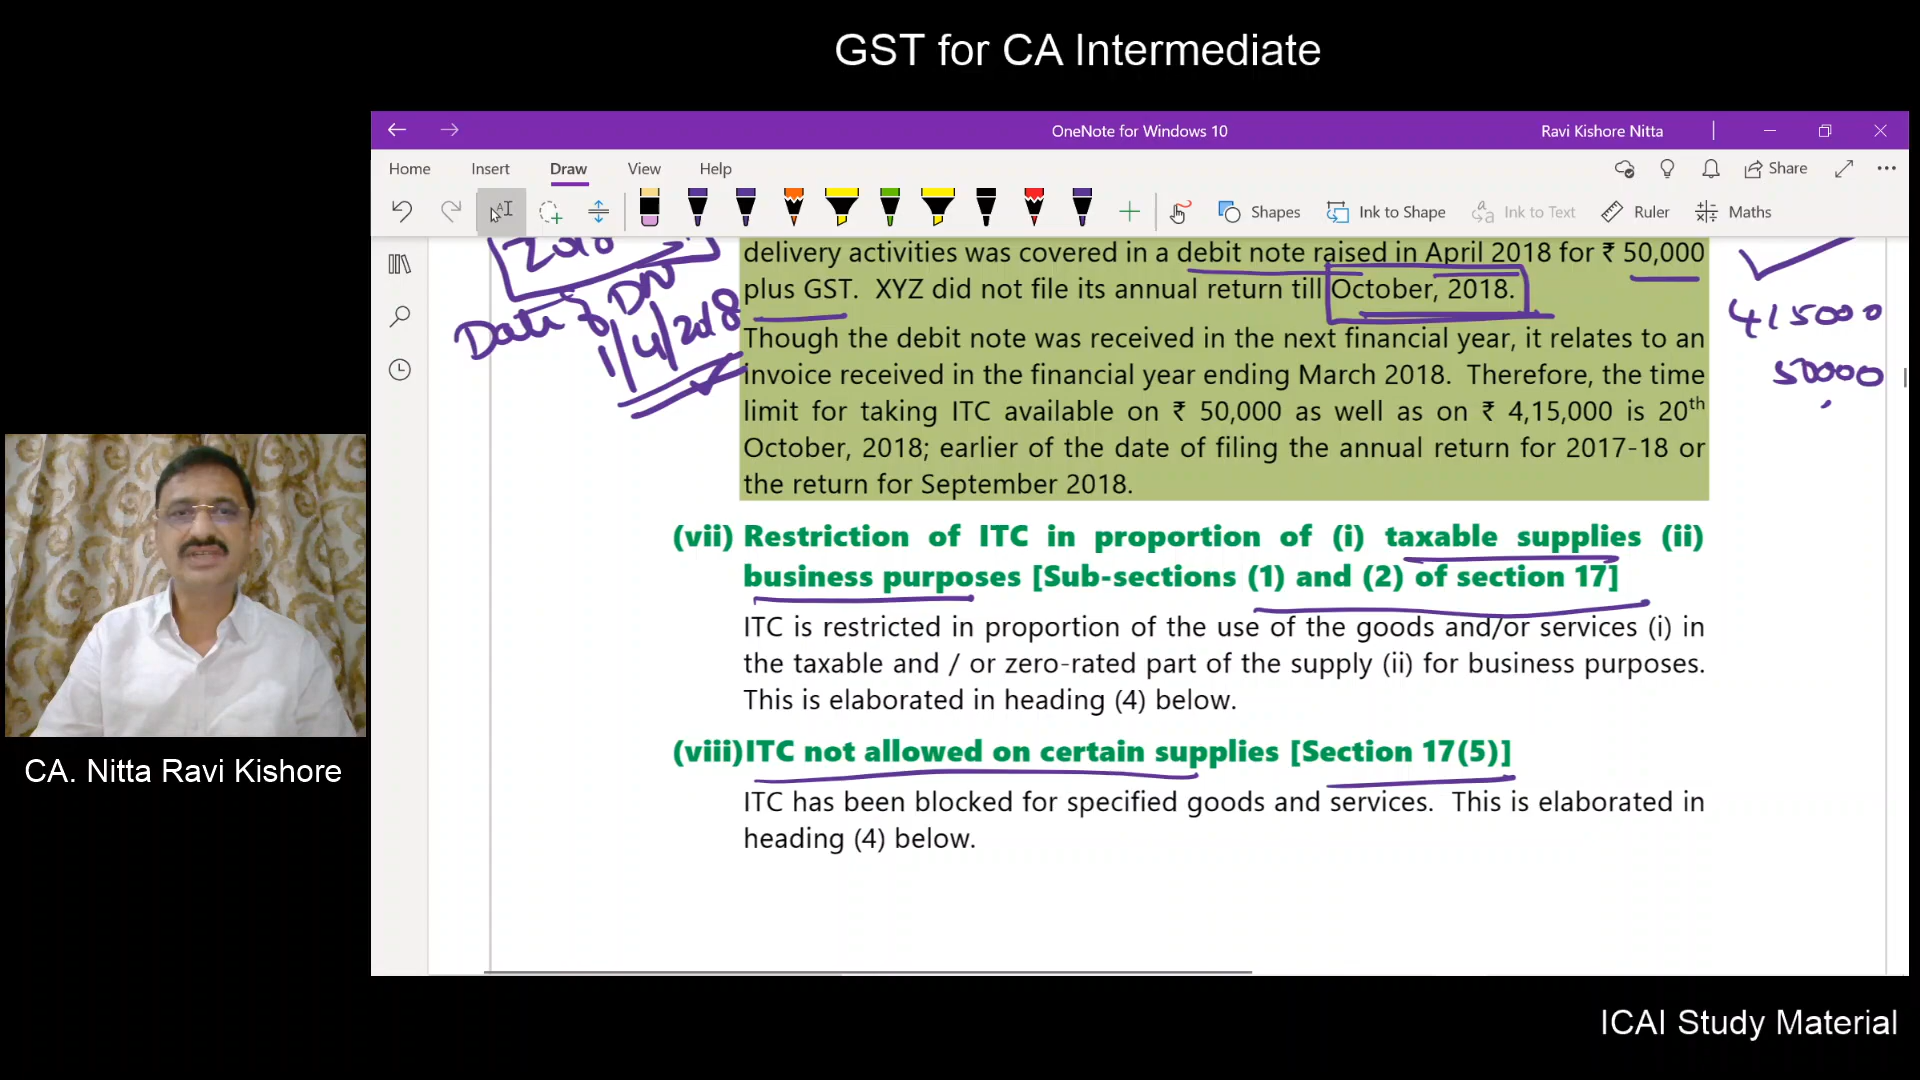 GST for CA Intermediate
OneNote for Windows 10
Ravi Kishore Nitta
Home Insert Draw View Help
Share
Shapes Ink to Shape Ink to Text Ruler Maths
2018
delivery activities was covered in a debit note raised in April 2018 for ₹ 50,000
plus GST. XYZ did not file its annual return till October, 2018.
Date of DN
1/4/2018
415000
50000
Though the debit note was received in the next financial year, it relates to an
invoice received in the financial year ending March 2018. Therefore, the time
limit for taking ITC available on ₹ 50,000 as well as on ₹ 4,15,000 is 20th
October, 2018; earlier of the date of filing the annual return for 2017-18 or
the return for September 2018.
(vii) Restriction of ITC in proportion of (i) taxable supplies (ii)
business purposes [Sub-sections (1) and (2) of section 17]
ITC is restricted in proportion of the use of the goods and/or services (i) in
the taxable and / or zero-rated part of the supply (ii) for business purposes.
This is elaborated in heading (4) below.
(viii) ITC not allowed on certain supplies [Section 17(5)]
ITC has been blocked for specified goods and services. This is elaborated in
heading (4) below.
CA. Nitta Ravi Kishore
ICAI Study Material